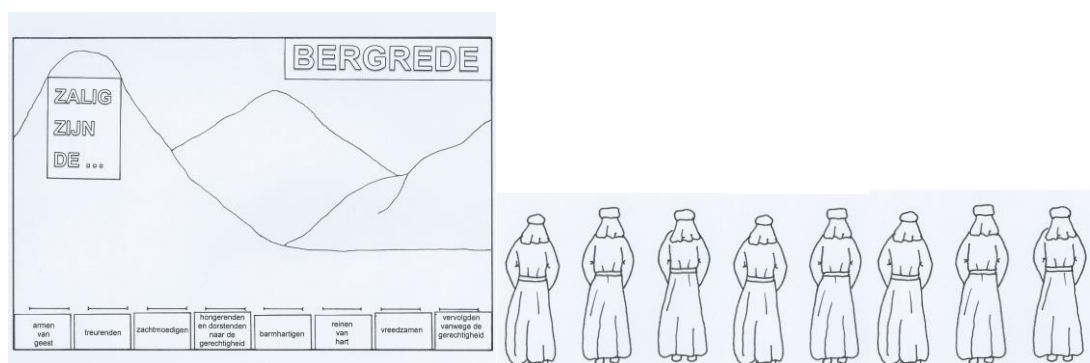 BERGREDE
ZALIG
ZIJN
DE ...
armen
van
geest
treurenden
zachtmoedigen
hongerenden
en dorstenden
naar de
gerechtigheid
barmhartigen
reinen
van
hart
vreedzamen
vervolgden
vanwege de
gerechtigheid